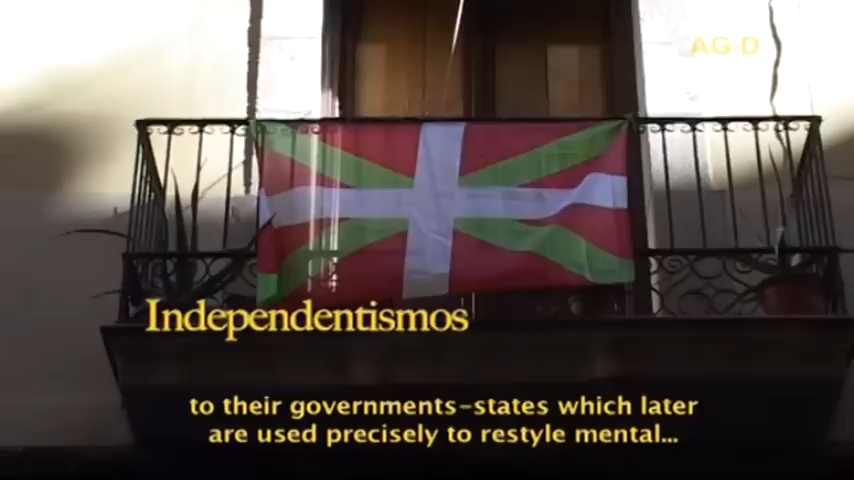 AG-D
Independentismos
to their governments-states which later
are used precisely to restyle mental...